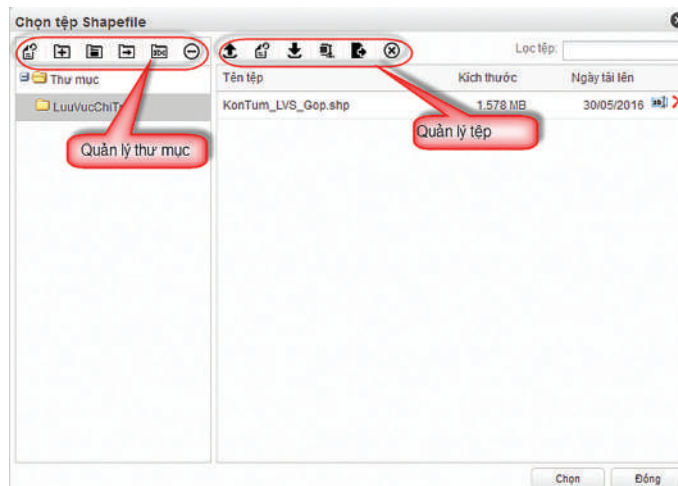 Chọn tệp Shapefile
Lọc tệp:
Thư mục
Tên tệp Kích thước Ngày tải lên
KonTum_LVS_Gop.shp 1.578 MB 30/05/2016
Quản lý thư mục
Quản lý tệp
Chọn Đóng